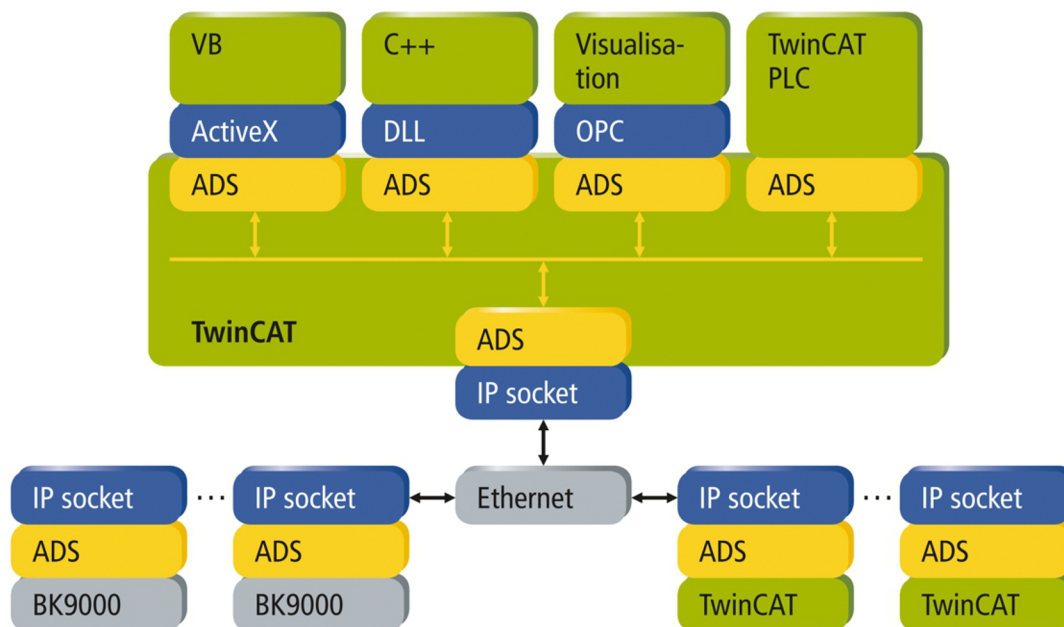 VB
C++
Visualisa-
tion
TwinCAT
PLC
ActiveX
DLL
OPC
ADS
ADS
ADS
ADS
TwinCAT
ADS
IP socket
IP socket
...
IP socket
Ethernet
IP socket
...
IP socket
ADS
ADS
ADS
ADS
BK9000
BK9000
TwinCAT
TwinCAT